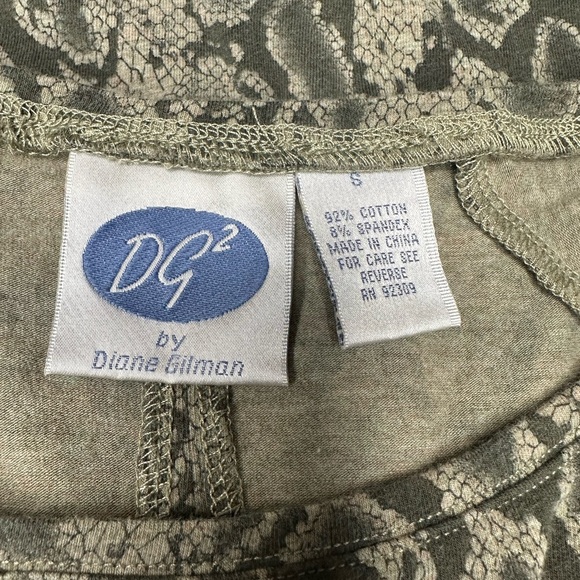 DG2
by
Diane Gilman
S
92% COTTON
8% SPANDEX
MADE IN CHINA
FOR CARE SEE
REVERSE
RN 92309